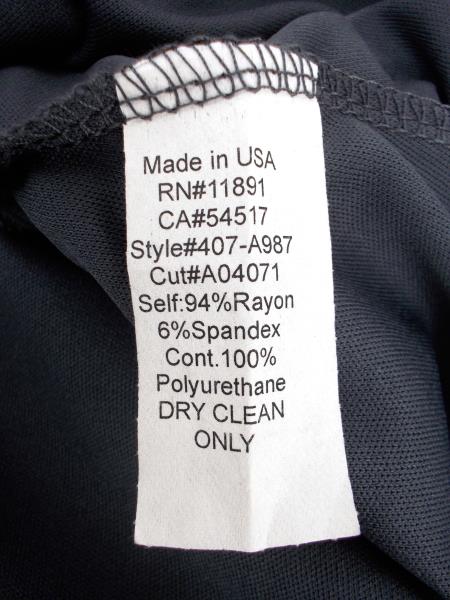 Made in USA
RN#11891
CA#54517
Style#407-A987
Cut#A04071
Self:94%Rayon
6%Spandex
Cont.100%
Polyurethane
DRY CLEAN
ONLY